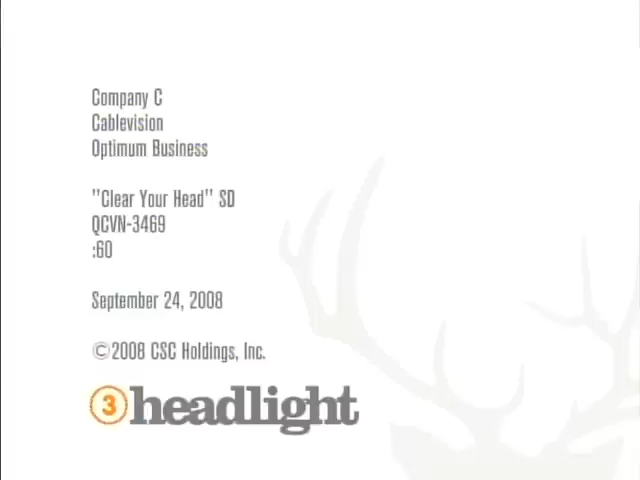 Company C
Cablevision
Optimum Business
"Clear Your Head" SD
QCVN-3469
:60
September 24, 2008
©2008 CSC Holdings, Inc.
3 headlight